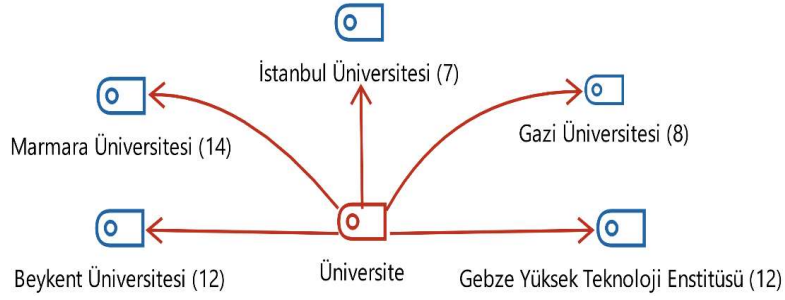 İstanbul Üniversitesi (7)
Marmara Üniversitesi (14)
Gazi Üniversitesi (8)
Beykent Üniversitesi (12)
Üniversite
Gebze Yüksek Teknoloji Enstitüsü (12)